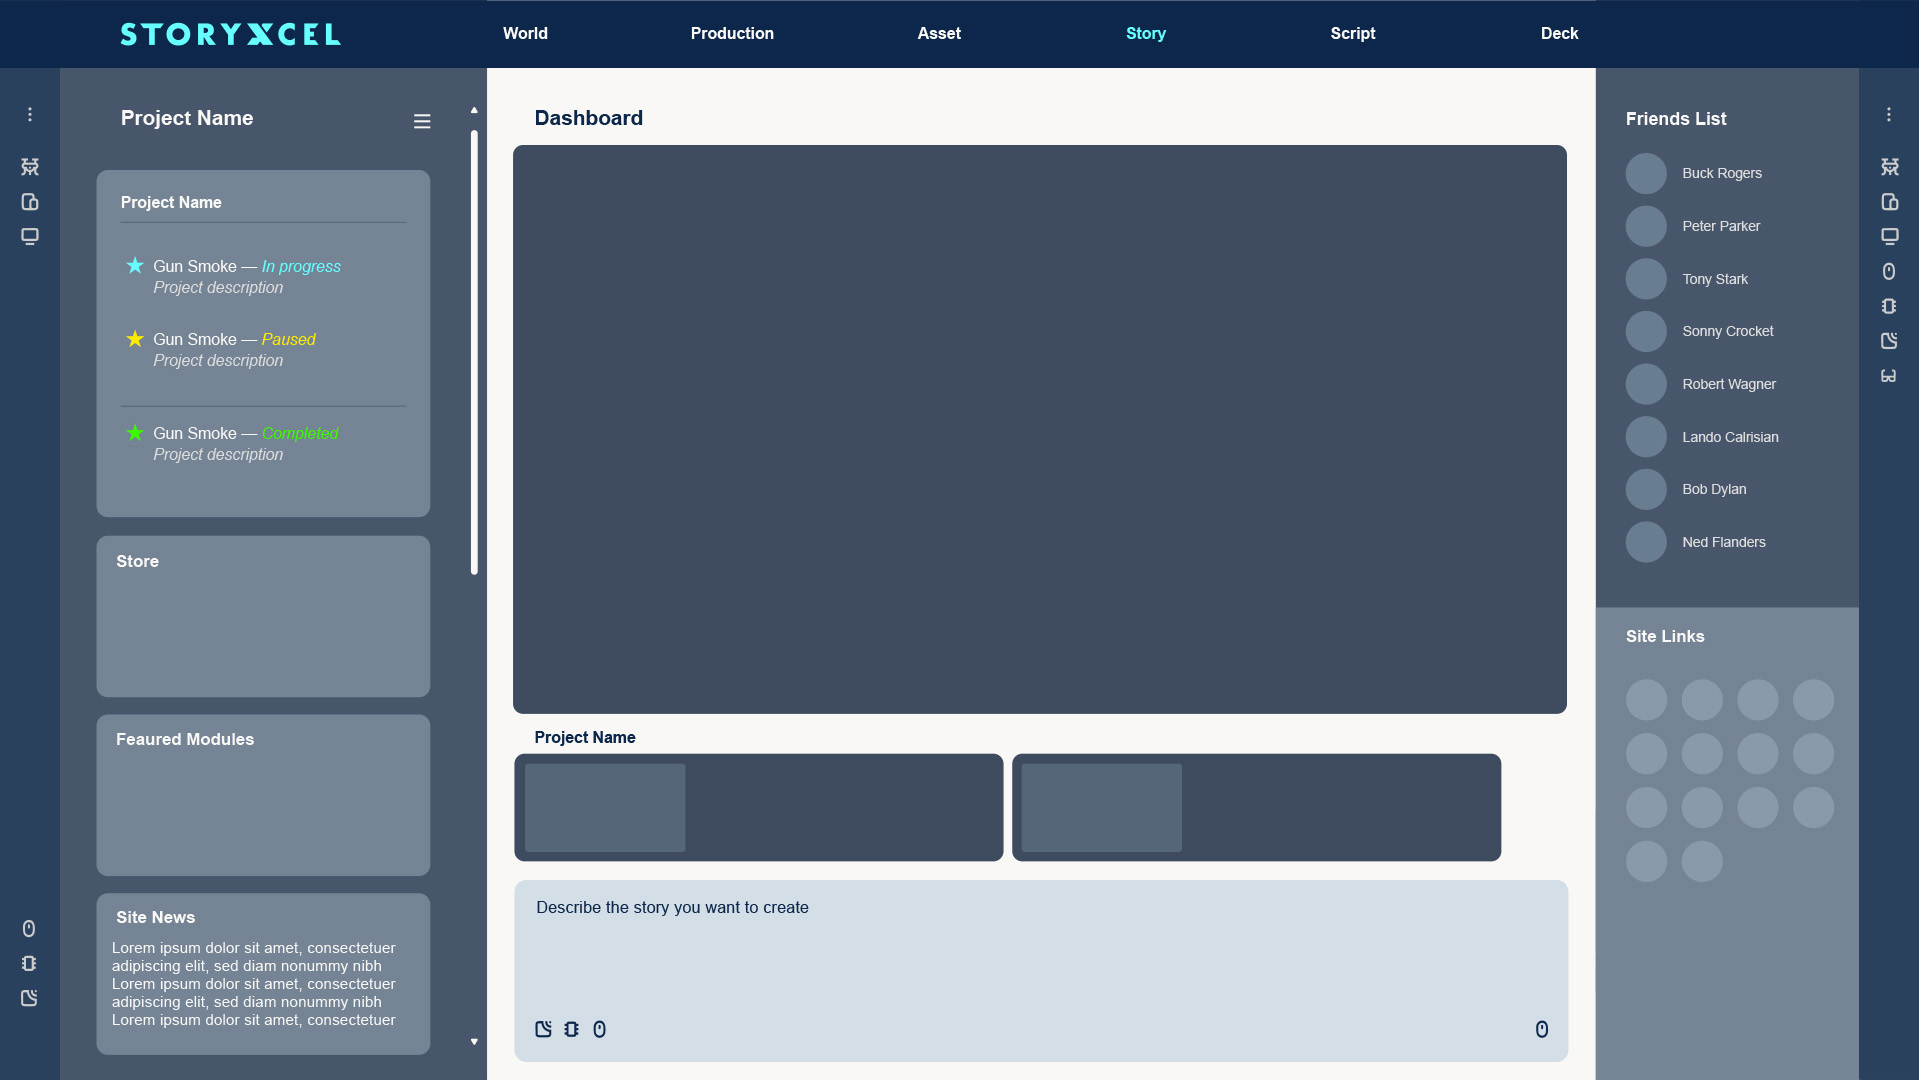 STORYXCEL
World
Production
Asset
Story
Script
Deck
Project Name
Project Name
Gun Smoke — In progress
Project description
Gun Smoke — Paused
Project description
Gun Smoke — Completed
Project description
Store
Feaured Modules
Site News
Lorem ipsum dolor sit amet, consectetuer
adipiscing elit, sed diam nonummy nibh
Lorem ipsum dolor sit amet, consectetuer
adipiscing elit, sed diam nonummy nibh
Lorem ipsum dolor sit amet, consectetuer
Dashboard
Project Name
Describe the story you want to create
Friends List
Buck Rogers
Peter Parker
Tony Stark
Sonny Crocket
Robert Wagner
Lando Calrisian
Bob Dylan
Ned Flanders
Site Links